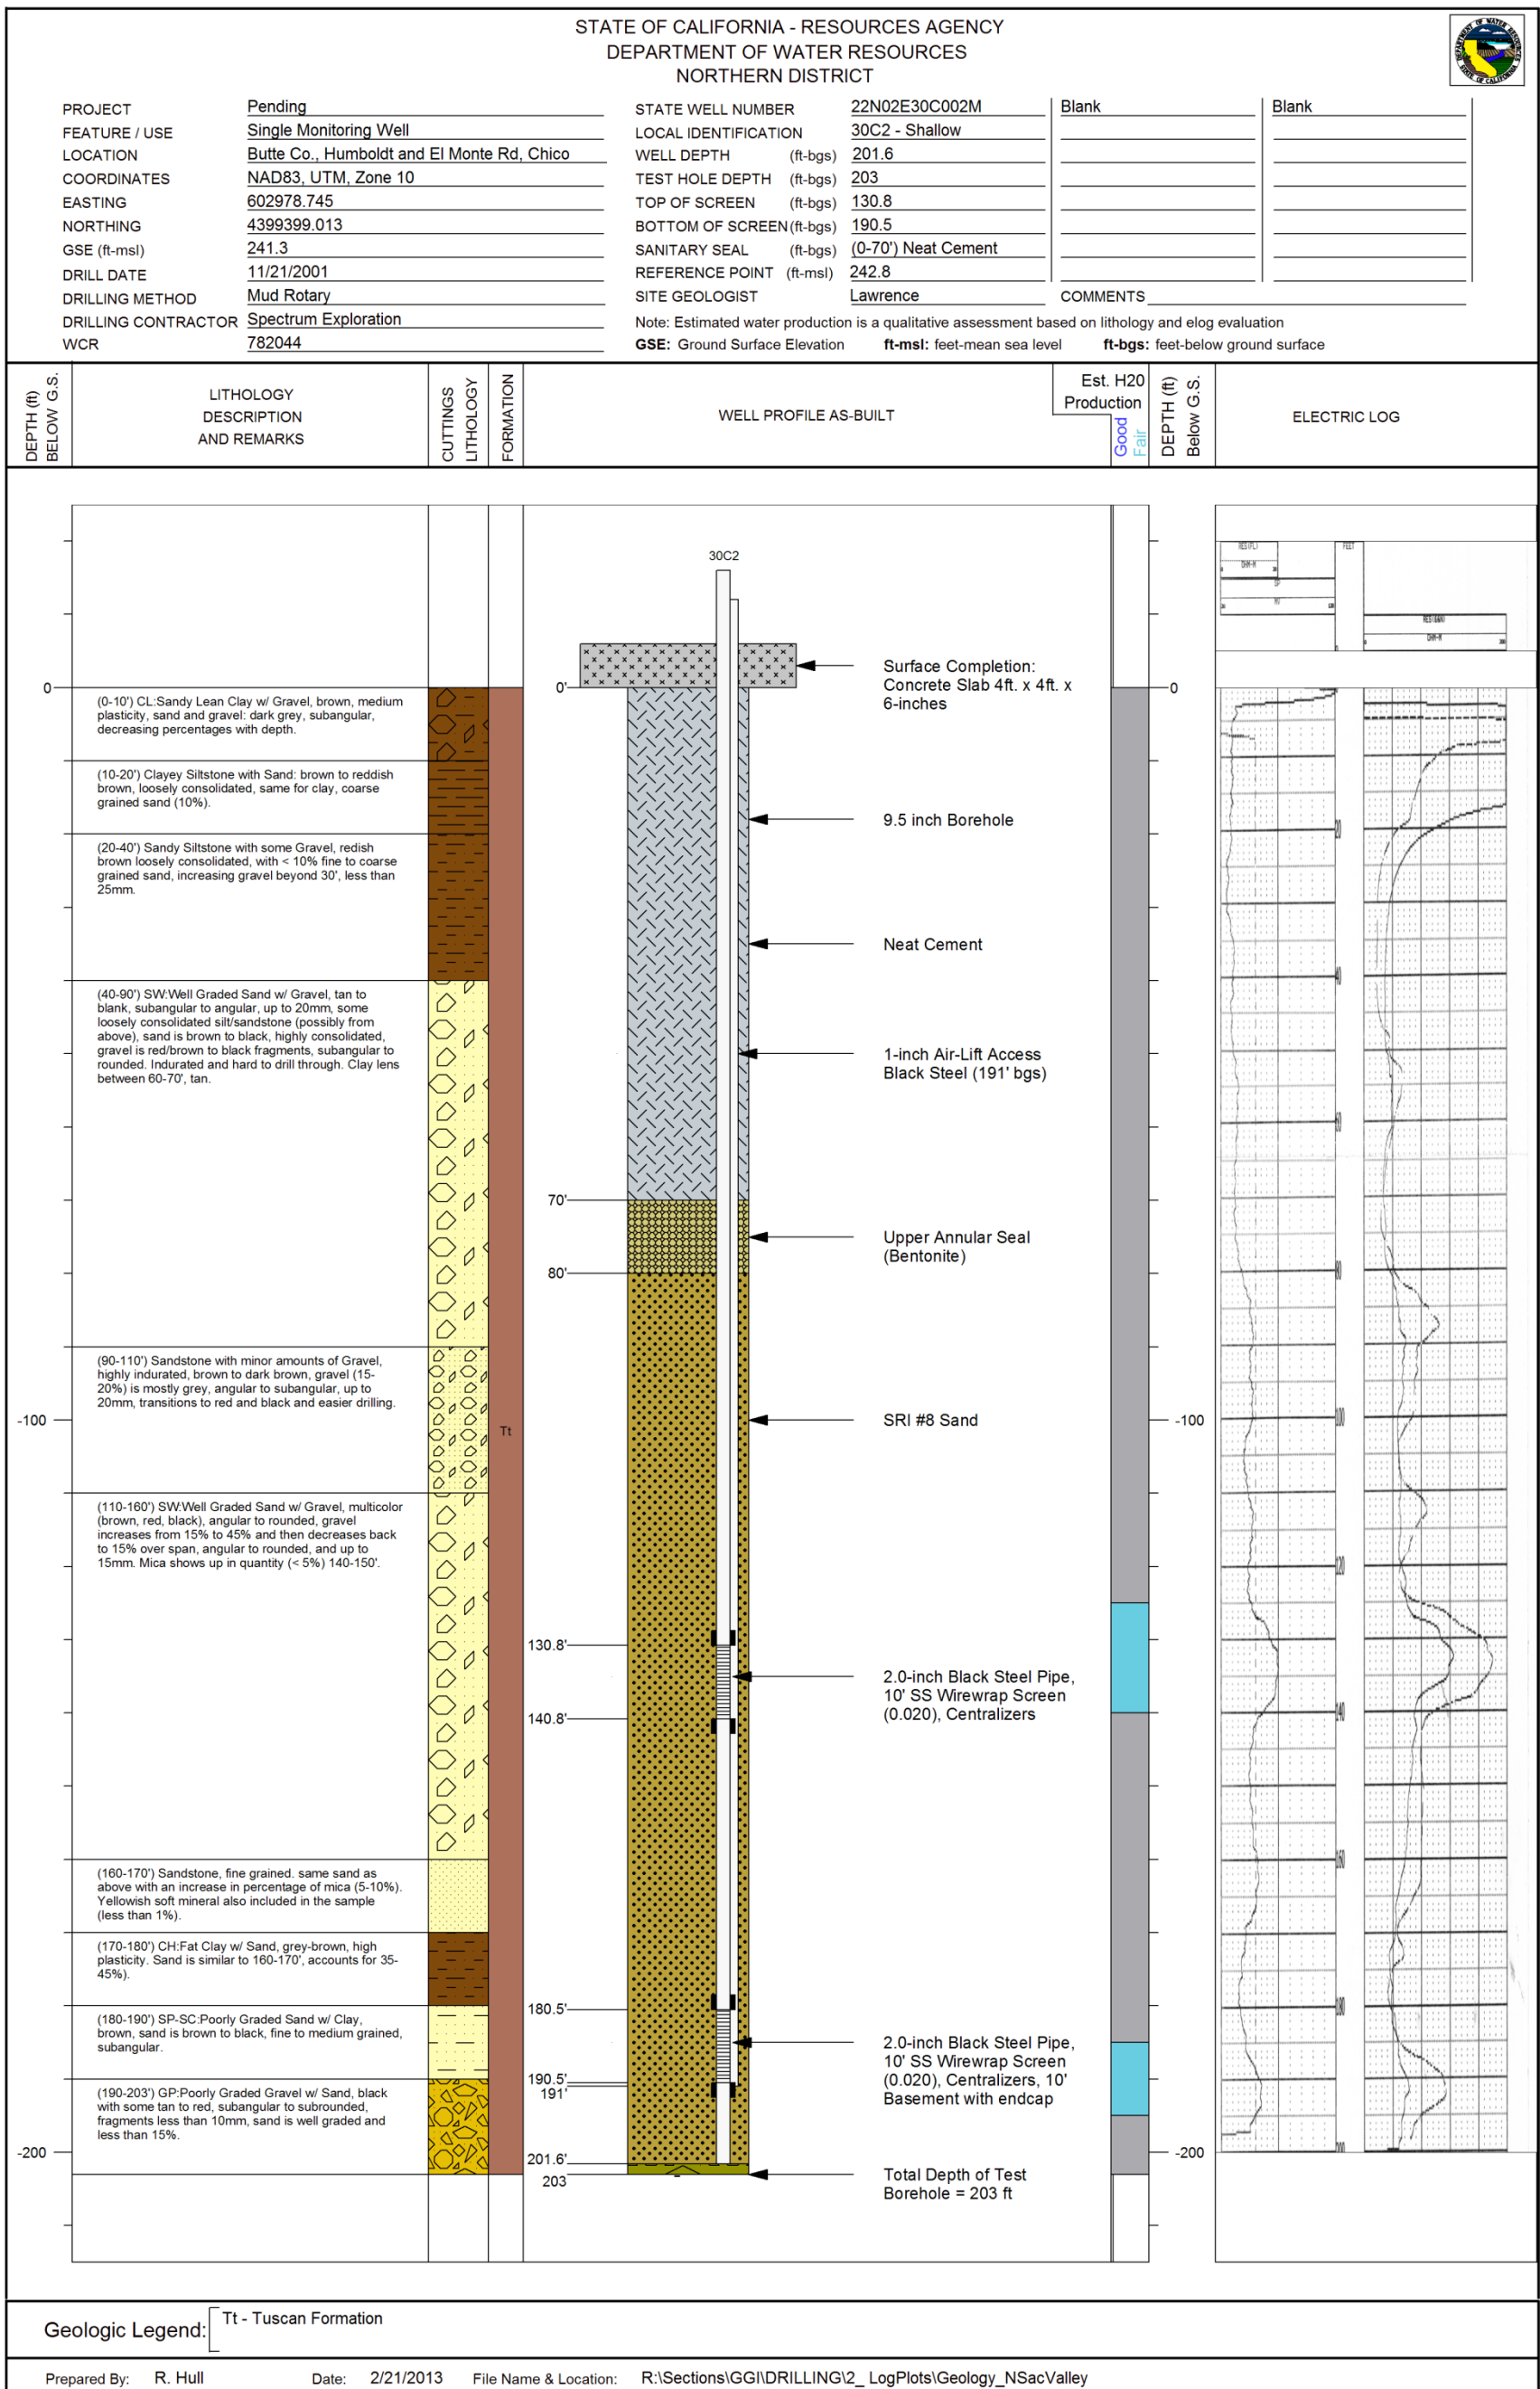 STATE OF CALIFORNIA - RESOURCES AGENCY
DEPARTMENT OF WATER RESOURCES
NORTHERN DISTRICT
PROJECT Pending
FEATURE / USE Single Monitoring Well
LOCATION Butte Co., Humboldt and El Monte Rd, Chico
COORDINATES NAD83, UTM, Zone 10
EASTING 602978.745
NORTHING 4399399.013
GSE (ft-msl) 241.3
DRILL DATE 11/21/2001
DRILLING METHOD Mud Rotary
DRILLING CONTRACTOR Spectrum Exploration
WCR 782044
STATE WELL NUMBER 22N02E30C002M Blank Blank
LOCAL IDENTIFICATION 30C2 - Shallow
WELL DEPTH (ft-bgs) 201.6
TEST HOLE DEPTH (ft-bgs) 203
TOP OF SCREEN (ft-bgs) 130.8
BOTTOM OF SCREEN (ft-bgs) 190.5
SANITARY SEAL (ft-bgs) (0-70') Neat Cement
REFERENCE POINT (ft-msl) 242.8
SITE GEOLOGIST Lawrence COMMENTS
Note: Estimated water production is a qualitative assessment based on lithology and elog evaluation
GSE: Ground Surface Elevation ft-msl: feet-mean sea level ft-bgs: feet-below ground surface
DEPTH (ft)
BELOW G.S.
LITHOLOGY
DESCRIPTION
AND REMARKS
CUTTINGS
LITHOLOGY
FORMATION
WELL PROFILE AS-BUILT
Est. H20
Production
Good
Fair
DEPTH (ft)
Below G.S.
ELECTRIC LOG
0
(0-10') CL:Sandy Lean Clay w/ Gravel, brown, medium
plasticity, sand and gravel: dark grey, subangular,
decreasing percentages with depth.
(10-20') Clayey Siltstone with Sand: brown to reddish
brown, loosely consolidated, same for clay, coarse
grained sand (10%).
(20-40') Sandy Siltstone with some Gravel, redish
brown loosely consolidated, with < 10% fine to coarse
grained sand, increasing gravel beyond 30', less than
25mm.
(40-90') SW:Well Graded Sand w/ Gravel, tan to
blank, subangular to angular, up to 20mm, some
loosely consolidated silt/sandstone (possibly from
above), sand is brown to black, highly consolidated,
gravel is red/brown to black fragments, subangular to
rounded. Indurated and hard to drill through. Clay lens
between 60-70', tan.
(90-110') Sandstone with minor amounts of Gravel,
highly indurated, brown to dark brown, gravel (15-
20%) is mostly grey, angular to subangular, up to
20mm, transitions to red and black and easier drilling.
-100
(110-160') SW:Well Graded Sand w/ Gravel, multicolor
(brown, red, black), angular to rounded, gravel
increases from 15% to 45% and then decreases back
to 15% over span, angular to rounded, and up to
15mm. Mica shows up in quantity (< 5%) 140-150'.
(160-170') Sandstone, fine grained. same sand as
above with an increase in percentage of mica (5-10%).
Yellowish soft mineral also included in the sample
(less than 1%).
(170-180') CH:Fat Clay w/ Sand, grey-brown, high
plasticity. Sand is similar to 160-170', accounts for 35-
45%).
(180-190') SP-SC:Poorly Graded Sand w/ Clay,
brown, sand is brown to black, fine to medium grained,
subangular.
(190-203') GP:Poorly Graded Gravel w/ Sand, black
with some tan to red, subangular to subrounded,
fragments less than 10mm, sand is well graded and
less than 15%.
-200
Tt
30C2
0'
70'
80'
130.8'
140.8'
180.5'
190.5'
191'
201.6'
203
Surface Completion:
Concrete Slab 4ft. x 4ft. x
6-inches
9.5 inch Borehole
Neat Cement
1-inch Air-Lift Access
Black Steel (191' bgs)
Upper Annular Seal
(Bentonite)
SRI #8 Sand
2.0-inch Black Steel Pipe,
10' SS Wirewrap Screen
(0.020), Centralizers
2.0-inch Black Steel Pipe,
10' SS Wirewrap Screen
(0.020), Centralizers, 10'
Basement with endcap
Total Depth of Test
Borehole = 203 ft
0
-100
-200
FEET
OHM-M
SP
MV
OHM-M
20
40
60
80
100
120
140
160
180
200
Geologic Legend: Tt - Tuscan Formation
Prepared By: R. Hull Date: 2/21/2013 File Name & Location: R:\Sections\GGI\DRILLING\2_ LogPlots\Geology_NSacValley